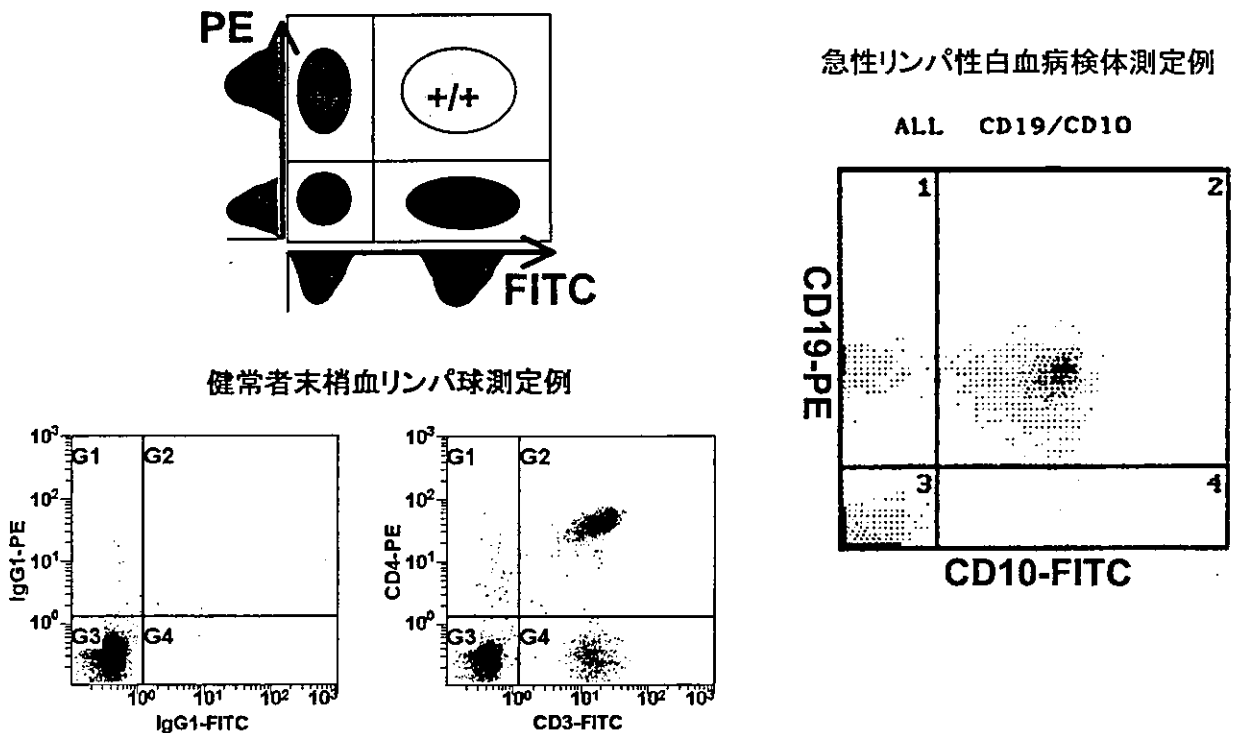 PE
+/+
FITC
急性リンパ性白血病検体測定例
ALL CD19/CD10
1
2
3
4
CD19-PE
CD10-FITC
健常者末梢血リンパ球測定例
10³
10²
10¹
10⁰
G1
G2
G3
G4
IgG1-PE
10⁰ 10¹ 10² 10³
IgG1-FITC
10³
10²
10¹
10⁰
G1
G2
G3
G4
CD4-PE
10⁰ 10¹ 10² 10³
CD3-FITC